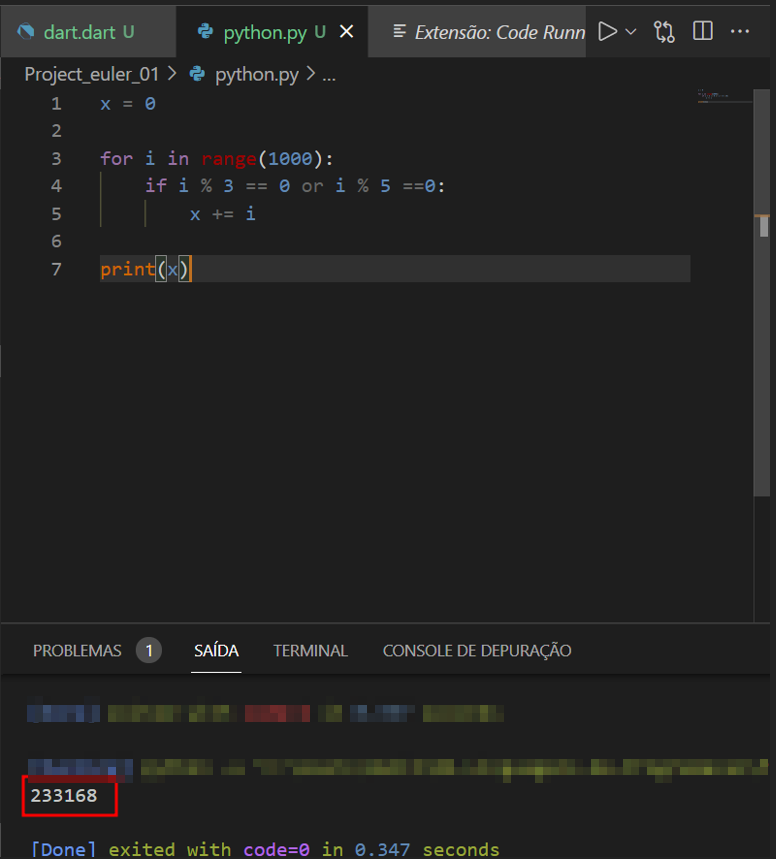 dart.dart U python.py U Extensão: Code Runn
Project_euler_01 > python.py > ...
1 x = 0
2
3 for i in range(1000):
4     if i % 3 == 0 or i % 5 ==0:
5         x += i
6
7 print(x)
PROBLEMAS 1 SAÍDA TERMINAL CONSOLE DE DEPURAÇÃO
233168
[Done] exited with code=0 in 0.347 seconds